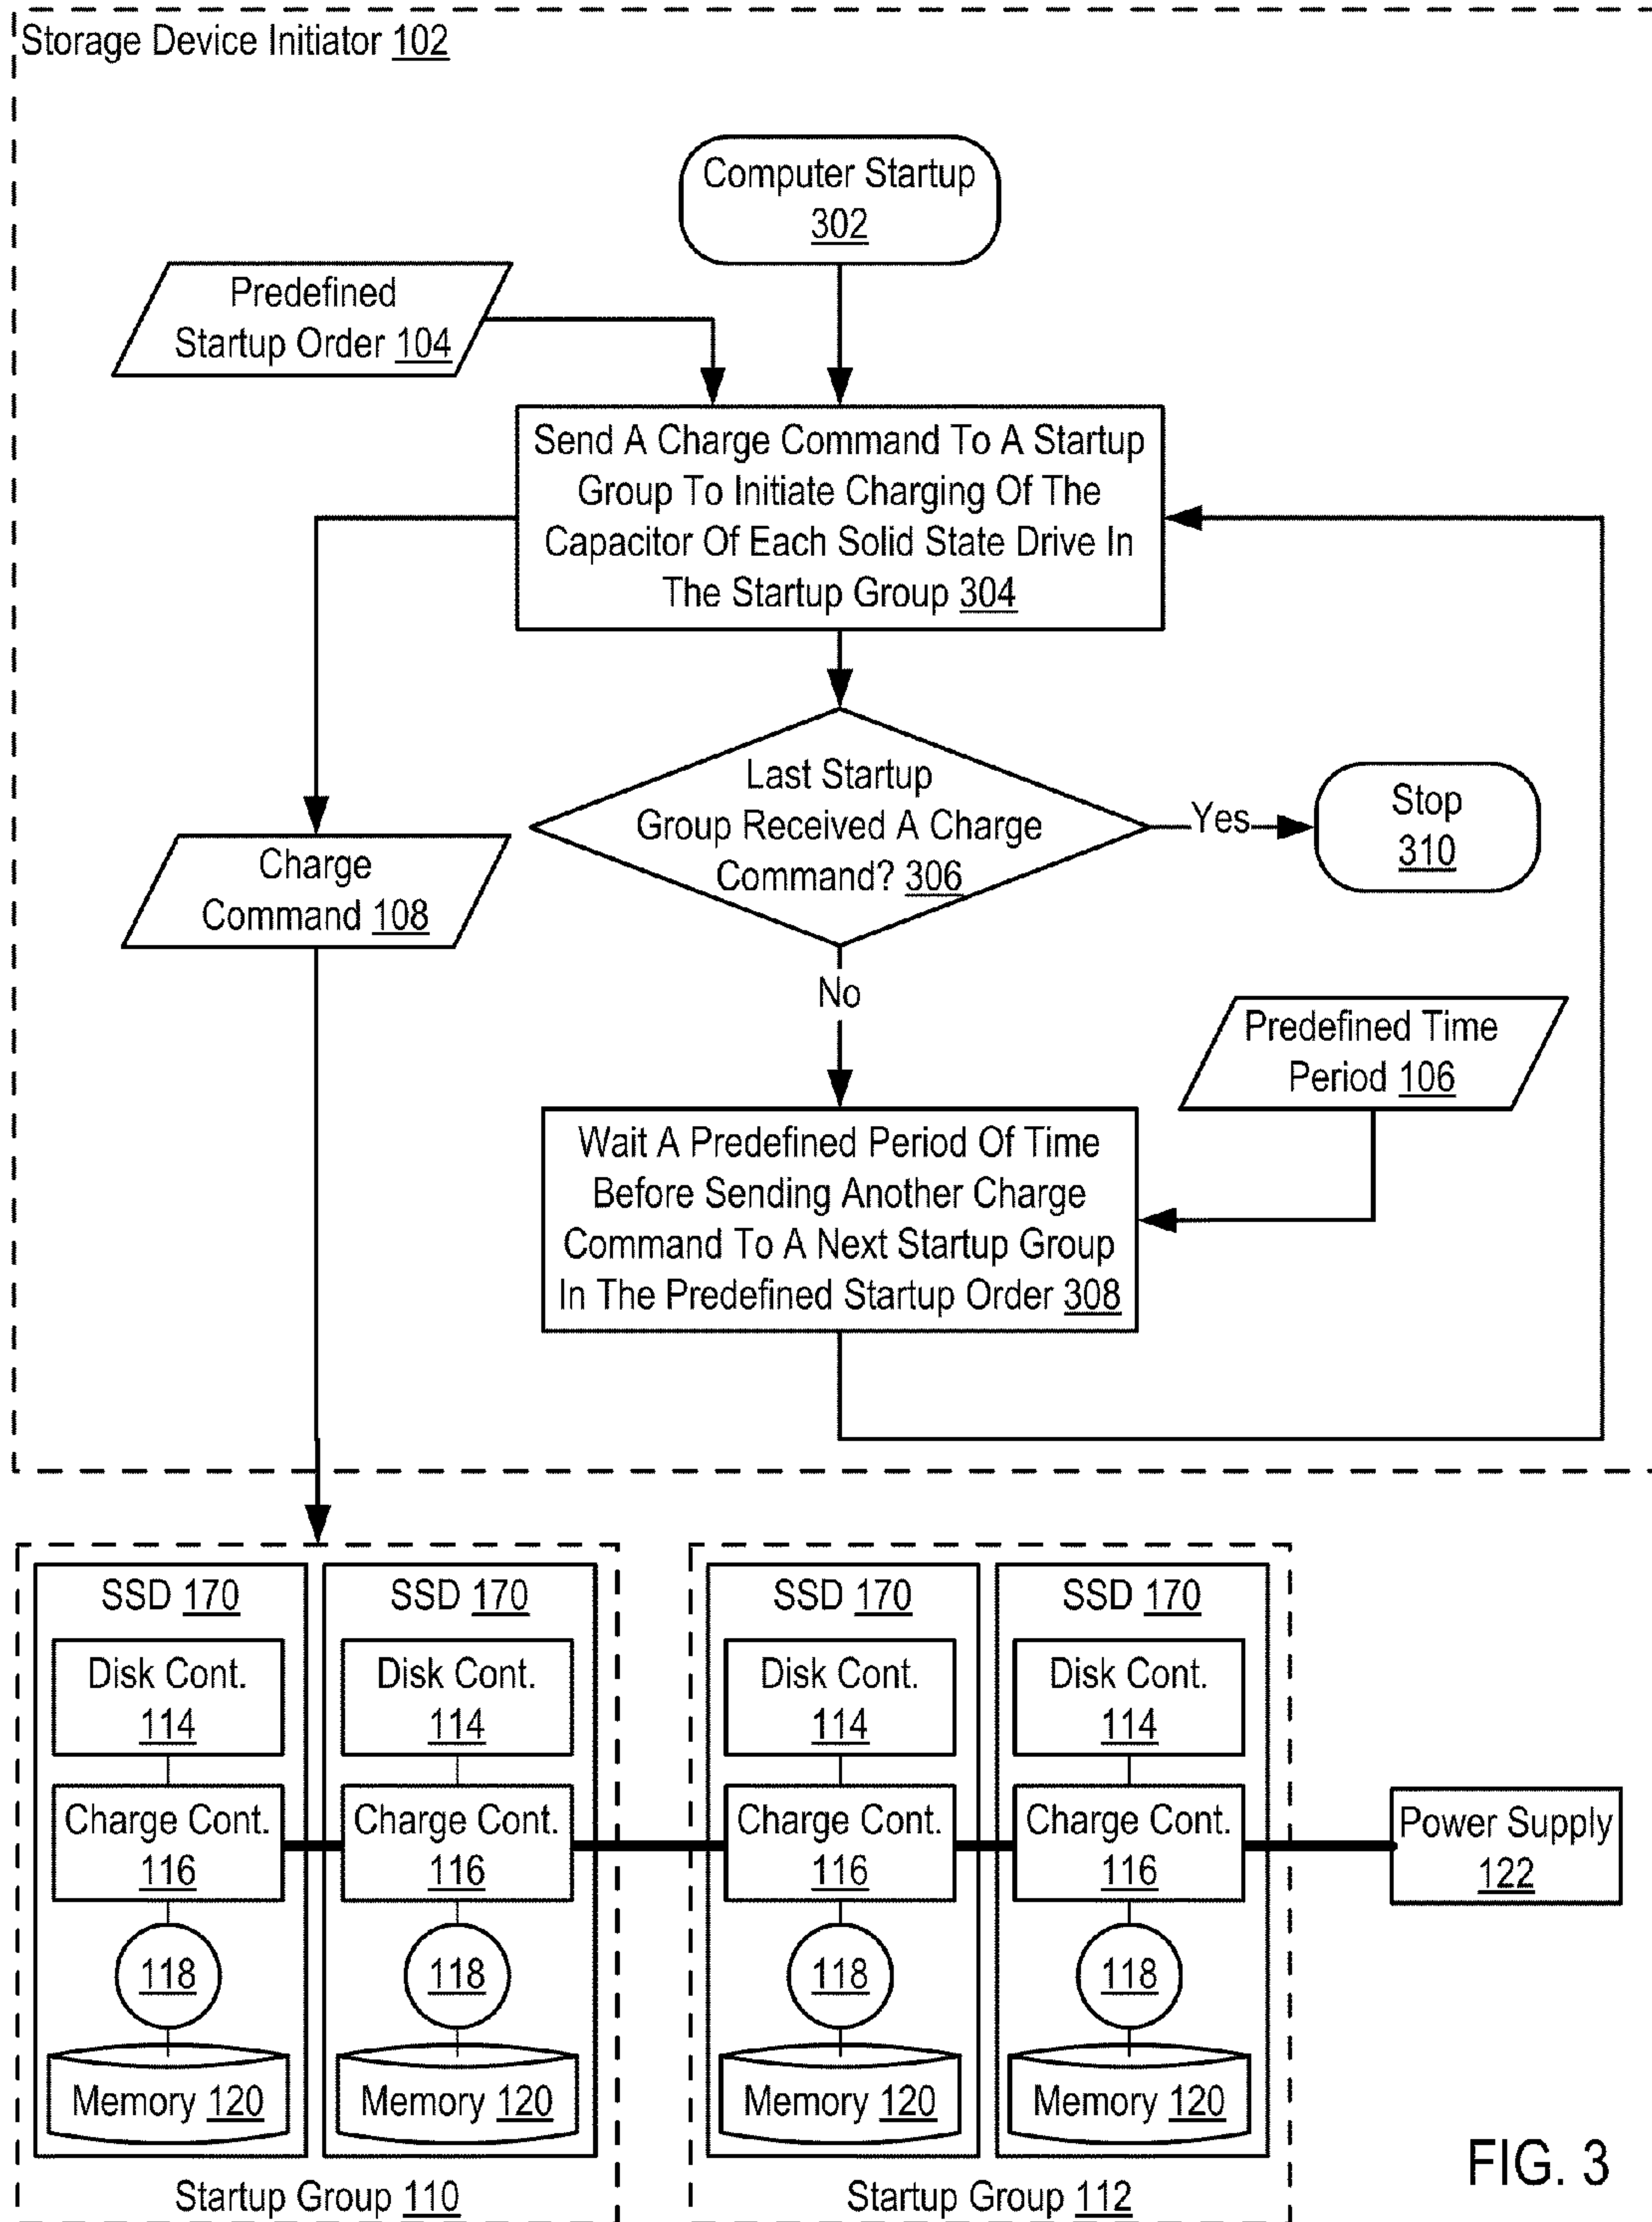 Storage Device Initiator 102
Computer Startup
302
Predefined
Startup Order 104
Send A Charge Command To A Startup
Group To Initiate Charging Of The
Capacitor Of Each Solid State Drive In
The Startup Group 304
Last Startup
Group Received A Charge
Command? 306
Yes
Stop
310
Charge
Command 108
No
Predefined Time
Period 106
Wait A Predefined Period Of Time
Before Sending Another Charge
Command To A Next Startup Group
In The Predefined Startup Order 308
SSD 170
Disk Cont.
114
Charge Cont.
116
118
Memory 120
SSD 170
Disk Cont.
114
Charge Cont.
116
118
Memory 120
Startup Group 110
SSD 170
Disk Cont.
114
Charge Cont.
116
118
Memory 120
SSD 170
Disk Cont.
114
Charge Cont.
116
118
Memory 120
Startup Group 112
Power Supply
122
FIG. 3